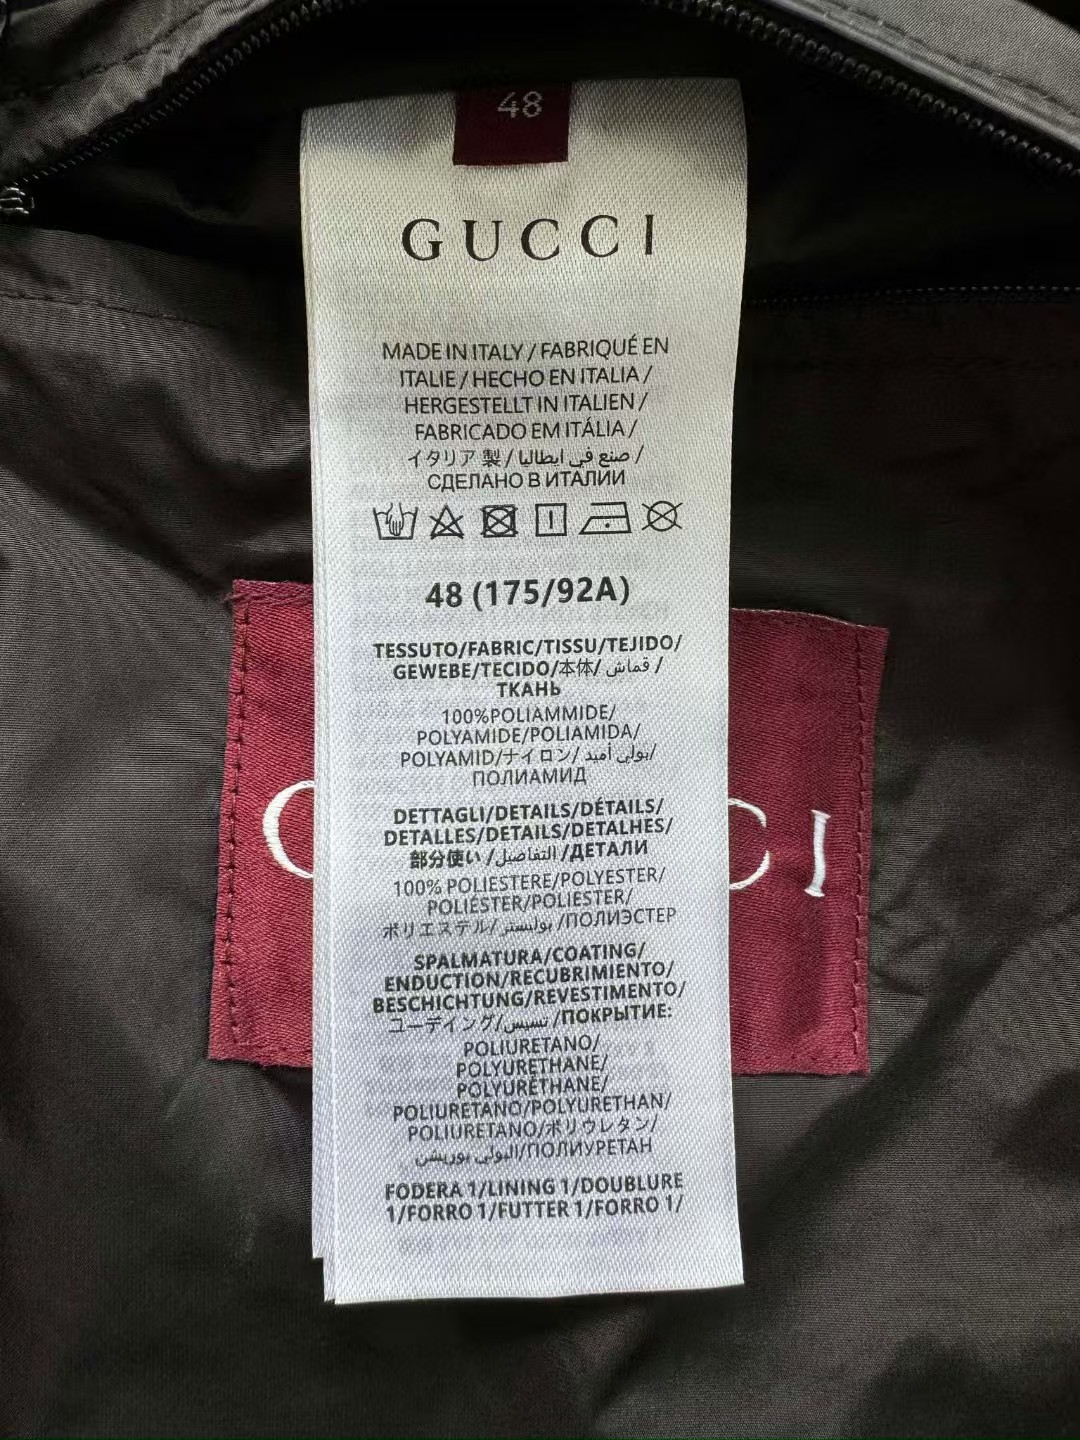 48
GUCCI
MADE IN ITALY / FABRIQUÉ EN
ITALIE / HECHO EN ITALIA /
HERGESTELLT IN ITALIEN /
FABRICADO EM ITÁLIA /
イタリア 製 / صنع في ايطاليا /
СДЕЛАНО В ИТАЛИИ
48 (175/92A)
TESSUTO/FABRIC/TISSU/TEJIDO/
GEWEBE/TECIDO/本体/ قماش /
ТКАНЬ
100%POLIAMMIDE/
POLYAMIDE/POLIAMIDA/
POLYAMID/ナイロン/ بولي أميد/
ПОЛИАМИД
DETTAGLI/DETAILS/DÉTAILS/
DETALLES/DETAILS/DETALHES/
部分使い /التفاصيل /ДЕТАЛИ
100% POLIESTERE/POLYESTER/
POLIÉSTER/POLIÉSTER/
ポリエステル/ بوليستر /ПОЛИЭСТЕР
SPALMATURA/COATING/
ENDUCTION/RECUBRIMIENTO/
BESCHICHTUNG/REVESTIMENTO/
コーディング/ /ПОКРЫТИЕ:
POLIURETANO/
POLYURETHANE/
POLYURÉTHANE/
POLIURETANO/POLYURETHAN/
POLIURETANO/ポリウレタン/
البولي يوريشن/ПОЛИУРЕТАН
FODERA 1/LINING 1/DOUBLURE
1/FORRO 1/FUTTER 1/FORRO 1/
CI